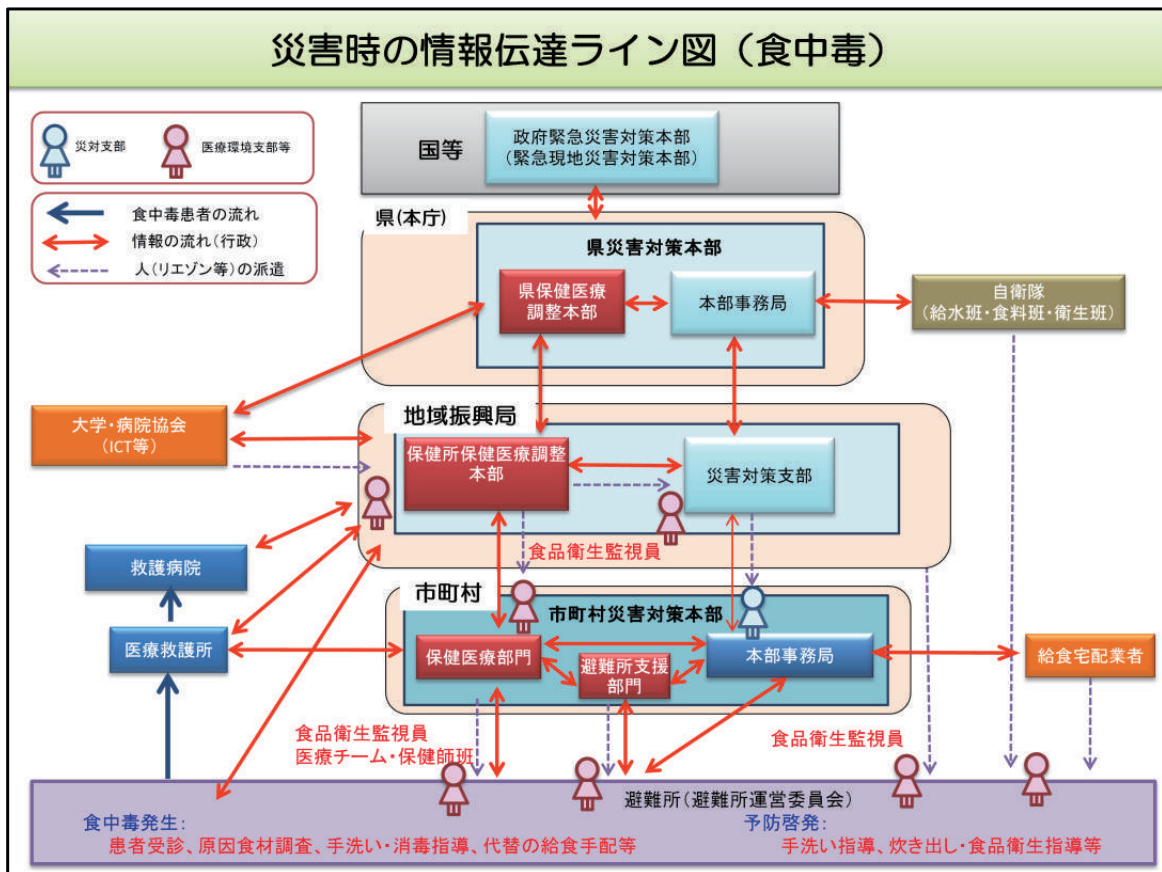 災害時の情報伝達ライン図（食中毒）
災対支部
医療環境支部等
食中毒患者の流れ
情報の流れ(行政)
人(リエゾン等)の派遣
国等
政府緊急災害対策本部
(緊急現地災害対策本部)
県(本庁)
県災害対策本部
県保健医療
調整本部
本部事務局
自衛隊
(給水班・食料班・衛生班)
大学・病院協会
(ICT等)
地域振興局
保健所保健医療調整
本部
災害対策支部
食品衛生監視員
救護病院
医療救護所
市町村
市町村災害対策本部
保健医療部門
避難所支援
部門
本部事務局
給食宅配業者
食品衛生監視員
医療チーム・保健師班
食品衛生監視員
避難所(避難所運営委員会)
食中毒発生:
患者受診、原因食材調査、手洗い・消毒指導、代替の給食手配等
予防啓発:
手洗い指導、炊き出し・食品衛生指導等